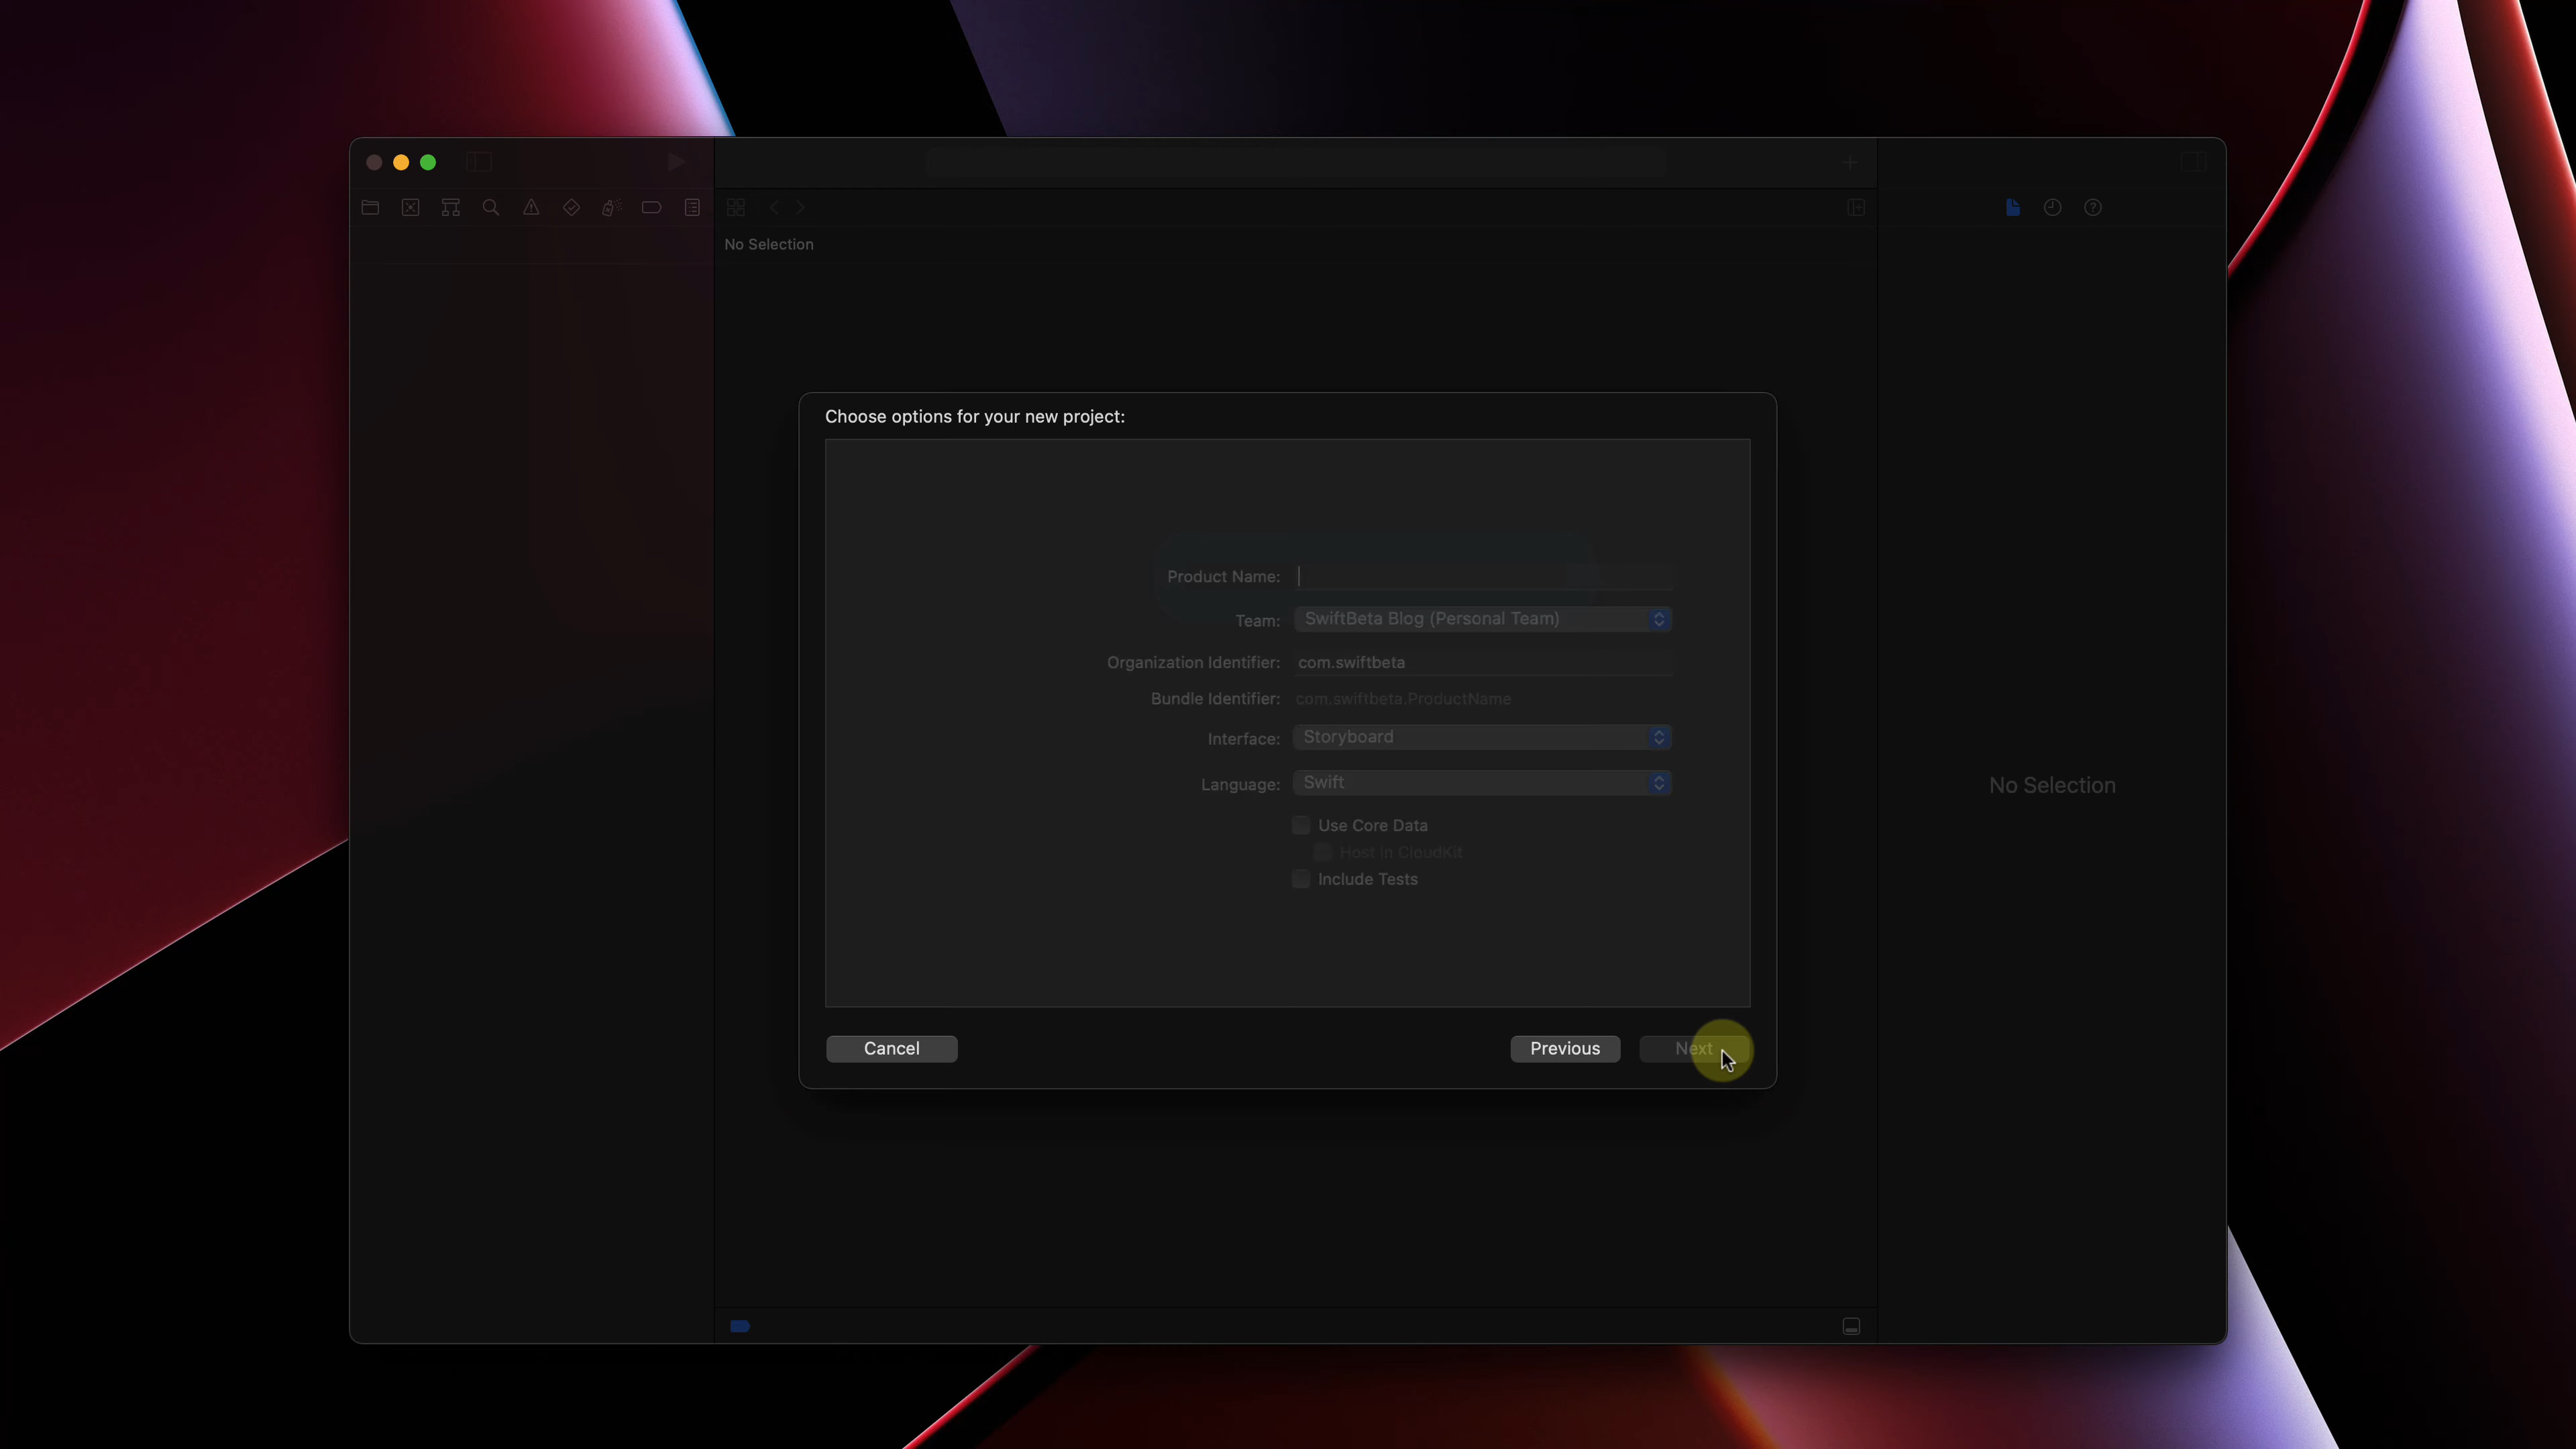 No Selection
Choose options for your new project:
Product Name:
Team: SwiftBeta Blog (Personal Team)
Organization Identifier: com.swiftbeta
Bundle Identifier: com.swiftbeta.ProductName
Interface: Storyboard
Language: Swift
Use Core Data
Host in CloudKit
Include Tests
Cancel
Previous
Next
No Selection